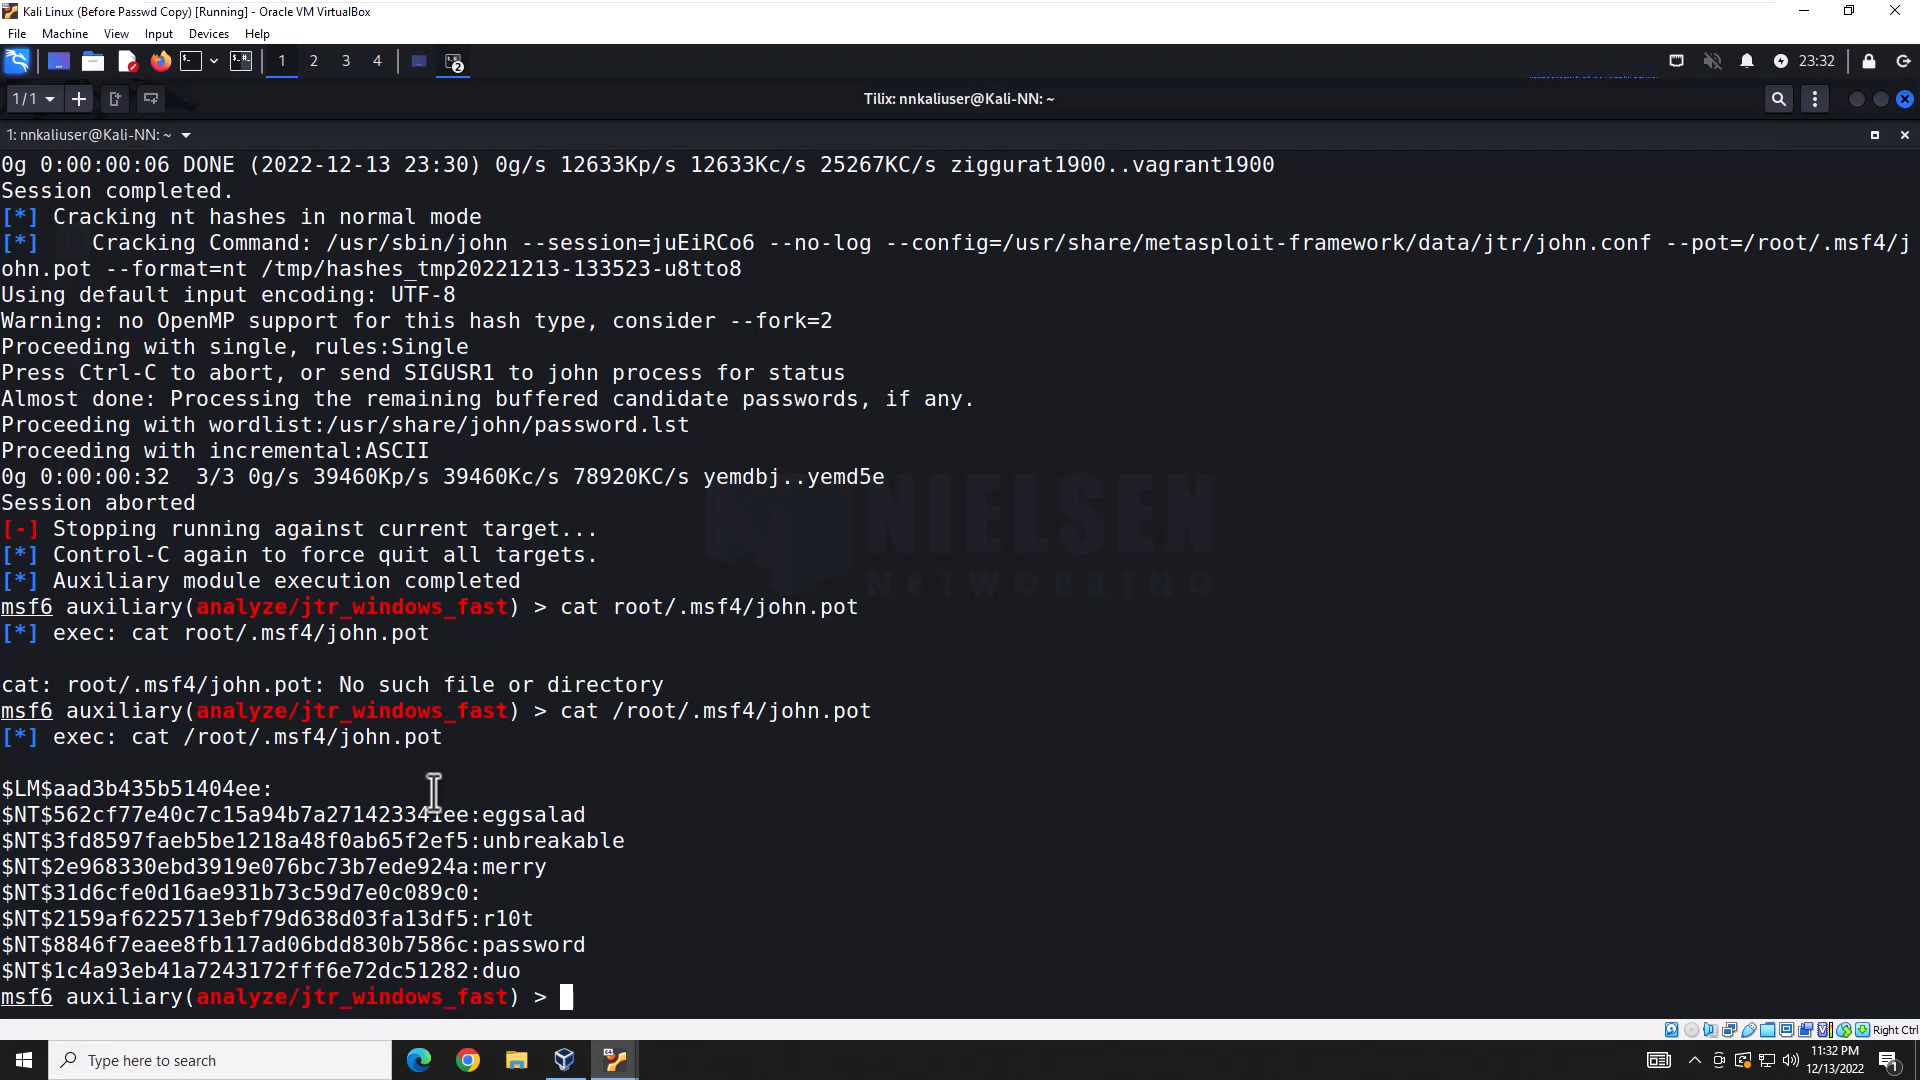 Kali Linux (Before Passwd Copy) [Running] - Oracle VM VirtualBox
File Machine View Input Devices Help
1 2 3 4 2 23:32
1/1 Tilix: nnkaliuser@Kali-NN: ~
1: nnkaliuser@Kali-NN: ~
0g 0:00:00:06 DONE (2022-12-13 23:30) 0g/s 12633Kp/s 12633Kc/s 25267KC/s ziggurat1900..vagrant1900
Session completed.
[*] Cracking nt hashes in normal mode
[*]    Cracking Command: /usr/sbin/john --session=juEiRCo6 --no-log --config=/usr/share/metasploit-framework/data/jtr/john.conf --pot=/root/.msf4/j
ohn.pot --format=nt /tmp/hashes_tmp20221213-133523-u8tto8
Using default input encoding: UTF-8
Warning: no OpenMP support for this hash type, consider --fork=2
Proceeding with single, rules:Single
Press Ctrl-C to abort, or send SIGUSR1 to john process for status
Almost done: Processing the remaining buffered candidate passwords, if any.
Proceeding with wordlist:/usr/share/john/password.lst
Proceeding with incremental:ASCII
0g 0:00:00:32  3/3 0g/s 39460Kp/s 39460Kc/s 78920KC/s yemdbj..yemd5e
Session aborted
[-] Stopping running against current target...
[*] Control-C again to force quit all targets.
[*] Auxiliary module execution completed
msf6 auxiliary(analyze/jtr_windows_fast) > cat root/.msf4/john.pot
[*] exec: cat root/.msf4/john.pot
cat: root/.msf4/john.pot: No such file or directory
msf6 auxiliary(analyze/jtr_windows_fast) > cat /root/.msf4/john.pot
[*] exec: cat /root/.msf4/john.pot
$LM$aad3b435b51404ee:
$NT$562cf77e40c7c15a94b7a271423341ee:eggsalad
$NT$3fd8597faeb5be1218a48f0ab65f2ef5:unbreakable
$NT$2e968330ebd3919e076bc73b7ede924a:merry
$NT$31d6cfe0d16ae931b73c59d7e0c089c0:
$NT$2159af6225713ebf79d638d03fa13df5:r10t
$NT$8846f7eaee8fb117ad06bdd830b7586c:password
$NT$1c4a93eb41a7243172fff6e72dc51282:duo
msf6 auxiliary(analyze/jtr_windows_fast) >
NIELSEN
NETWORKING
Right Ctrl
Type here to search
11:32 PM
12/13/2022
1